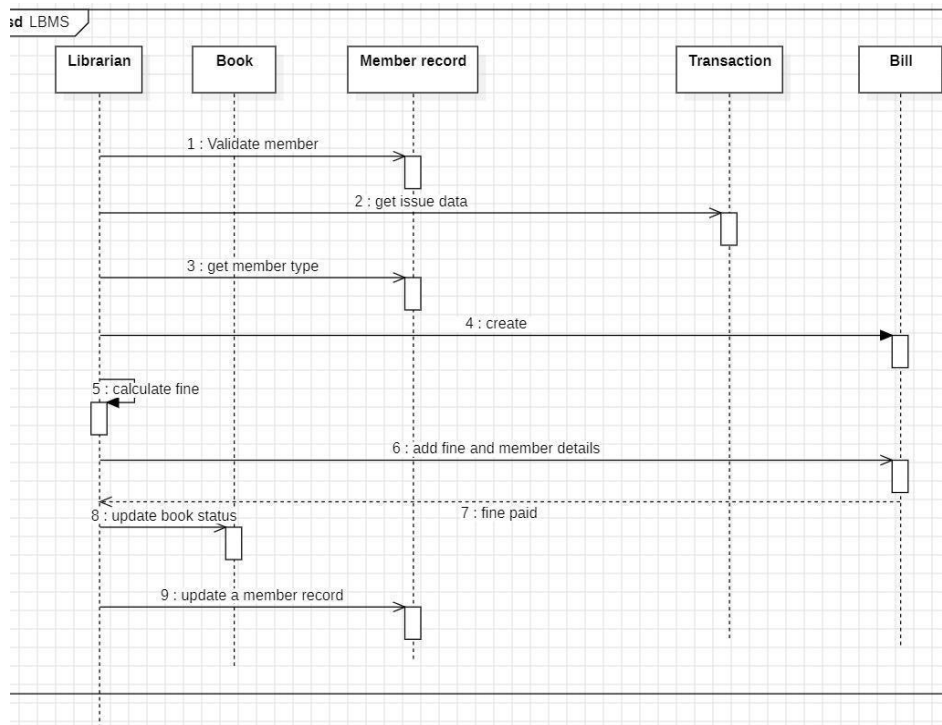 sd LBMS
Librarian
Book
Member record
Transaction
Bill
1 : Validate member
2 : get issue data
3 : get member type
4 : create
5 : calculate fine
6 : add fine and member details
7 : fine paid
8 : update book status
9 : update a member record